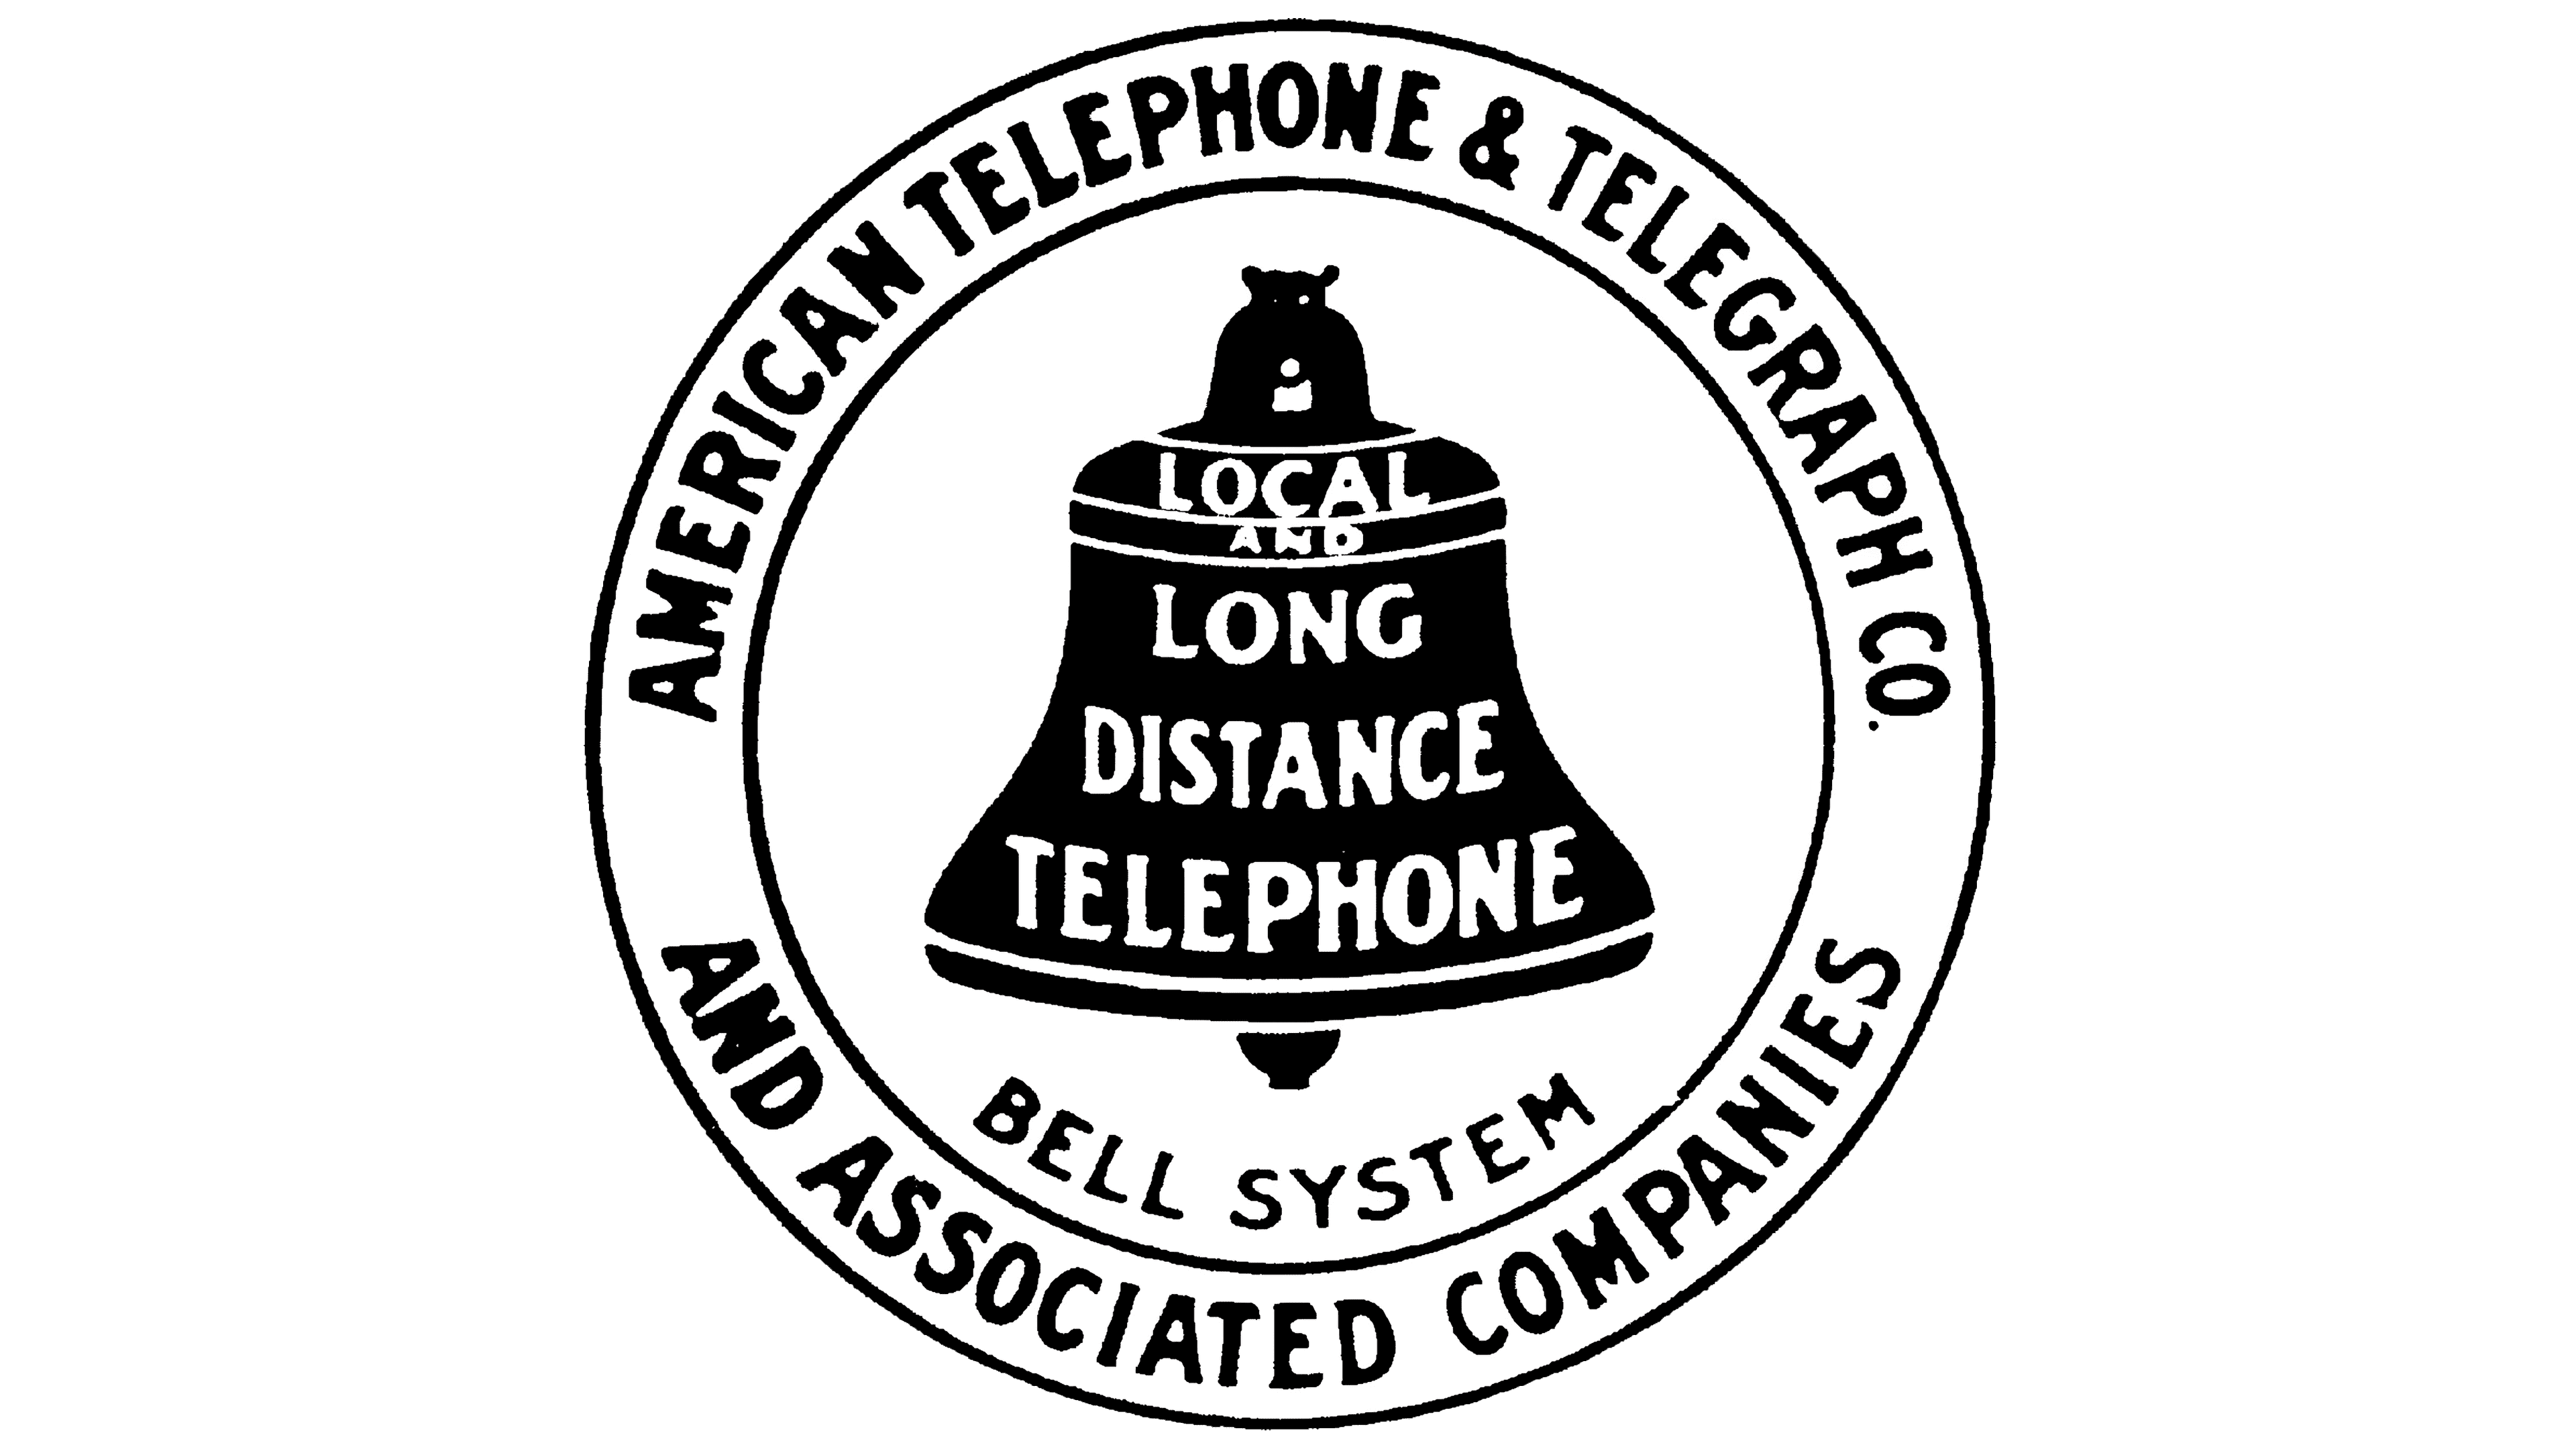 AMERICAN TELEPHONE & TELEGRAPH CO.
LOCAL
AND
LONG
DISTANCE
TELEPHONE
BELL SYSTEM
AND ASSOCIATED COMPANIES